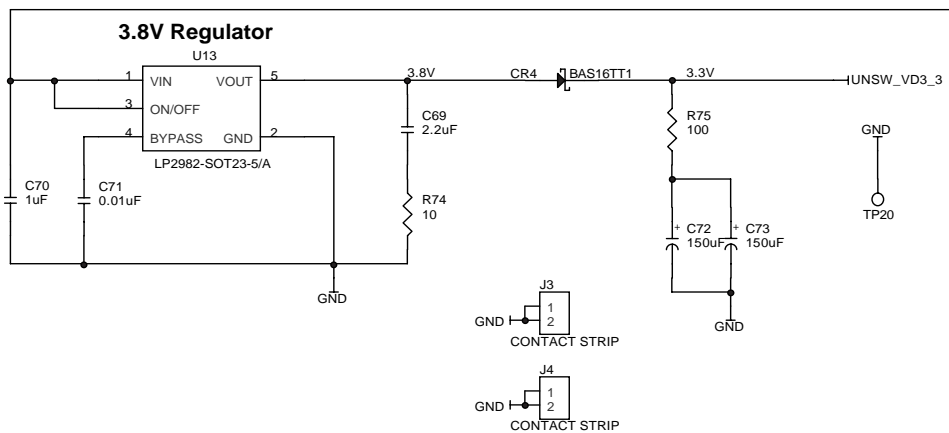 3.8V Regulator
U13
1 VIN VOUT 5
3 ON/OFF
4 BYPASS GND 2
LP2982-SOT23-5/A
3.8V
CR4 BAS16TT1
3.3V
UNSW_VD3_3
C69
2.2uF
R75
100
GND
TP20
C70
1uF
C71
0.01uF
R74
10
+ C72
150uF
+ C73
150uF
GND
GND
J3
1
GND 2
CONTACT STRIP
J4
1
GND 2
CONTACT STRIP